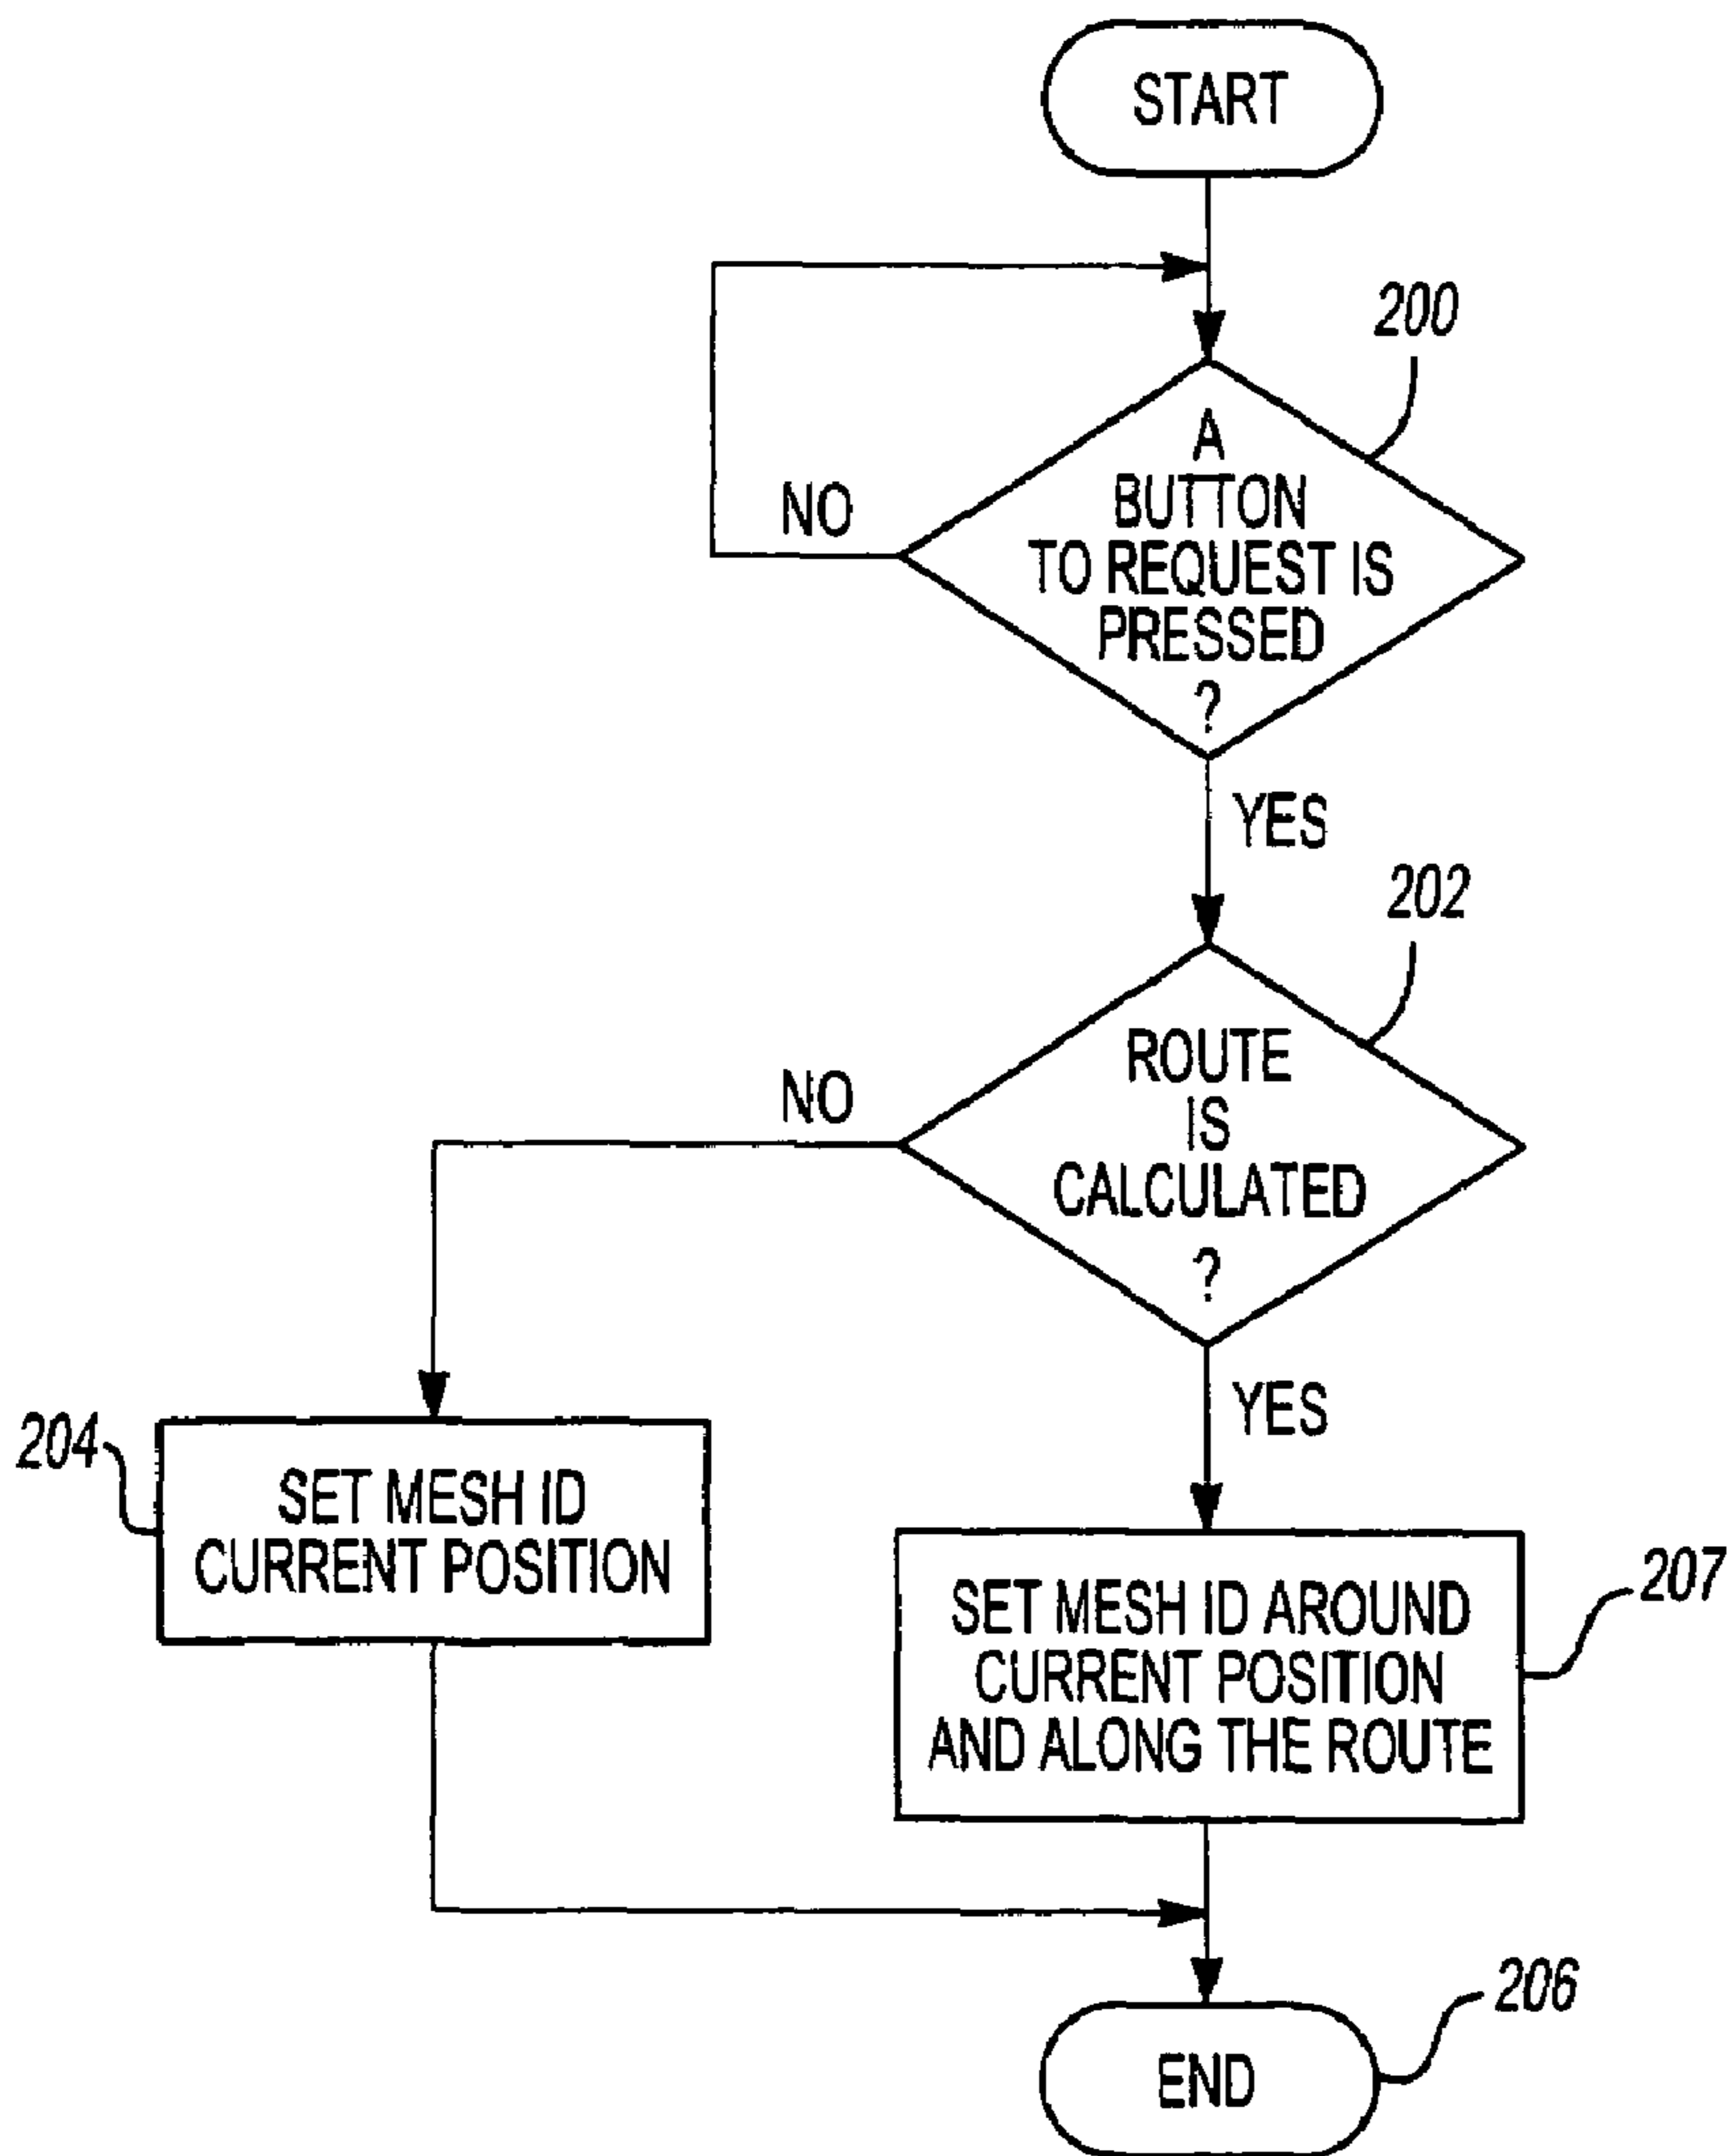 START
200
A
BUTTON
TO REQUEST IS
PRESSED
?
NO
YES
202
ROUTE
IS
CALCULATED
?
NO
YES
204
SET MESH ID
CURRENT POSITION
207
SET MESH ID AROUND
CURRENT POSITION
AND ALONG THE ROUTE
206
END